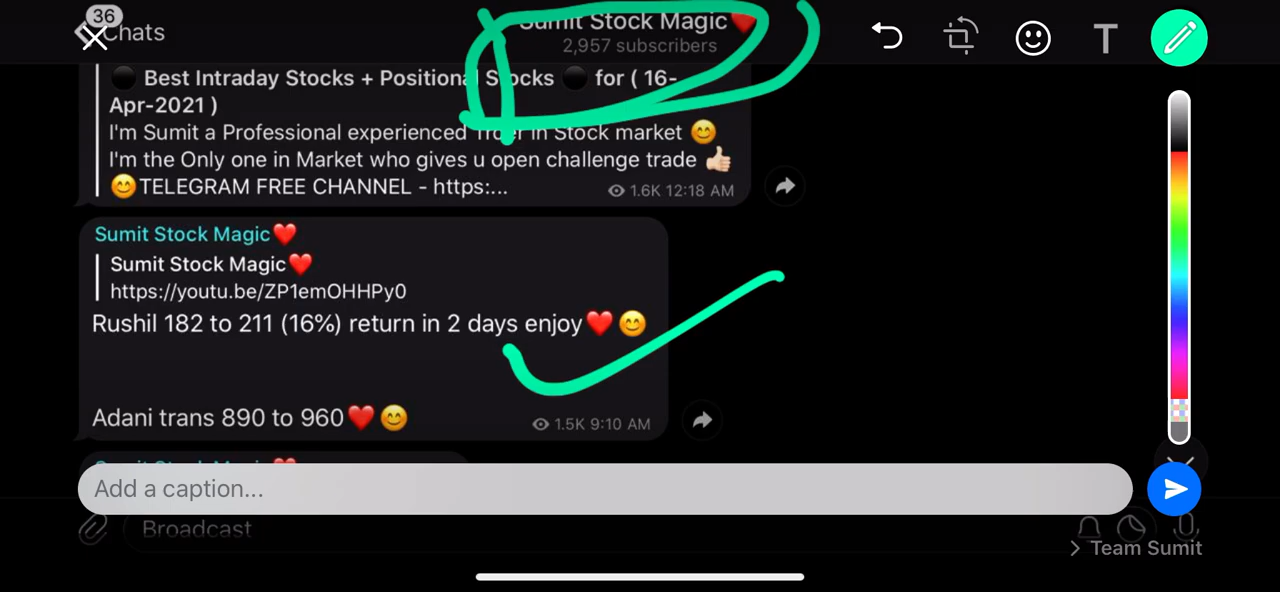 36
Chats
Sumit Stock Magic❤️
2,957 subscribers
⚫ Best Intraday Stocks + Positional Stocks ⚫ for ( 16-
Apr-2021 )
I'm Sumit a Professional experienced in Stock market 😊
I'm the Only one in Market who gives u open challenge trade 👍🏻
😊TELEGRAM FREE CHANNEL - https:...
1.6K 12:18 AM
Sumit Stock Magic❤️
Sumit Stock Magic❤️
https://youtu.be/ZP1emOHHPy0
Rushil 182 to 211 (16%) return in 2 days enjoy❤️😊
Adani trans 890 to 960❤️😊
1.5K 9:10 AM
T
Add a caption...
Broadcast
> Team Sumit